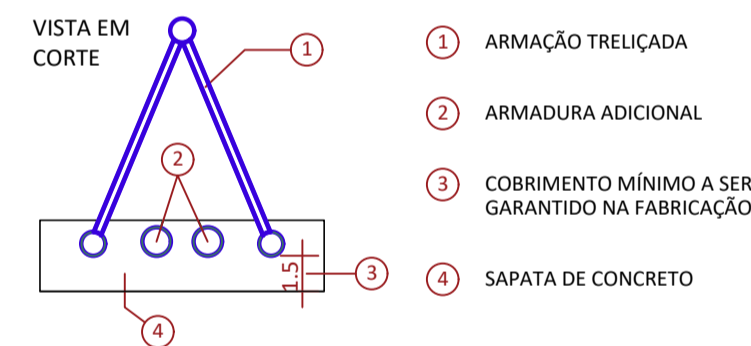 VISTA EM
CORTE
1
2
1.5
3
4
1 ARMAÇÃO TRELIÇADA
2 ARMADURA ADICIONAL
3 COBRIMENTO MÍNIMO A SER
GARANTIDO NA FABRICAÇÃO
4 SAPATA DE CONCRETO